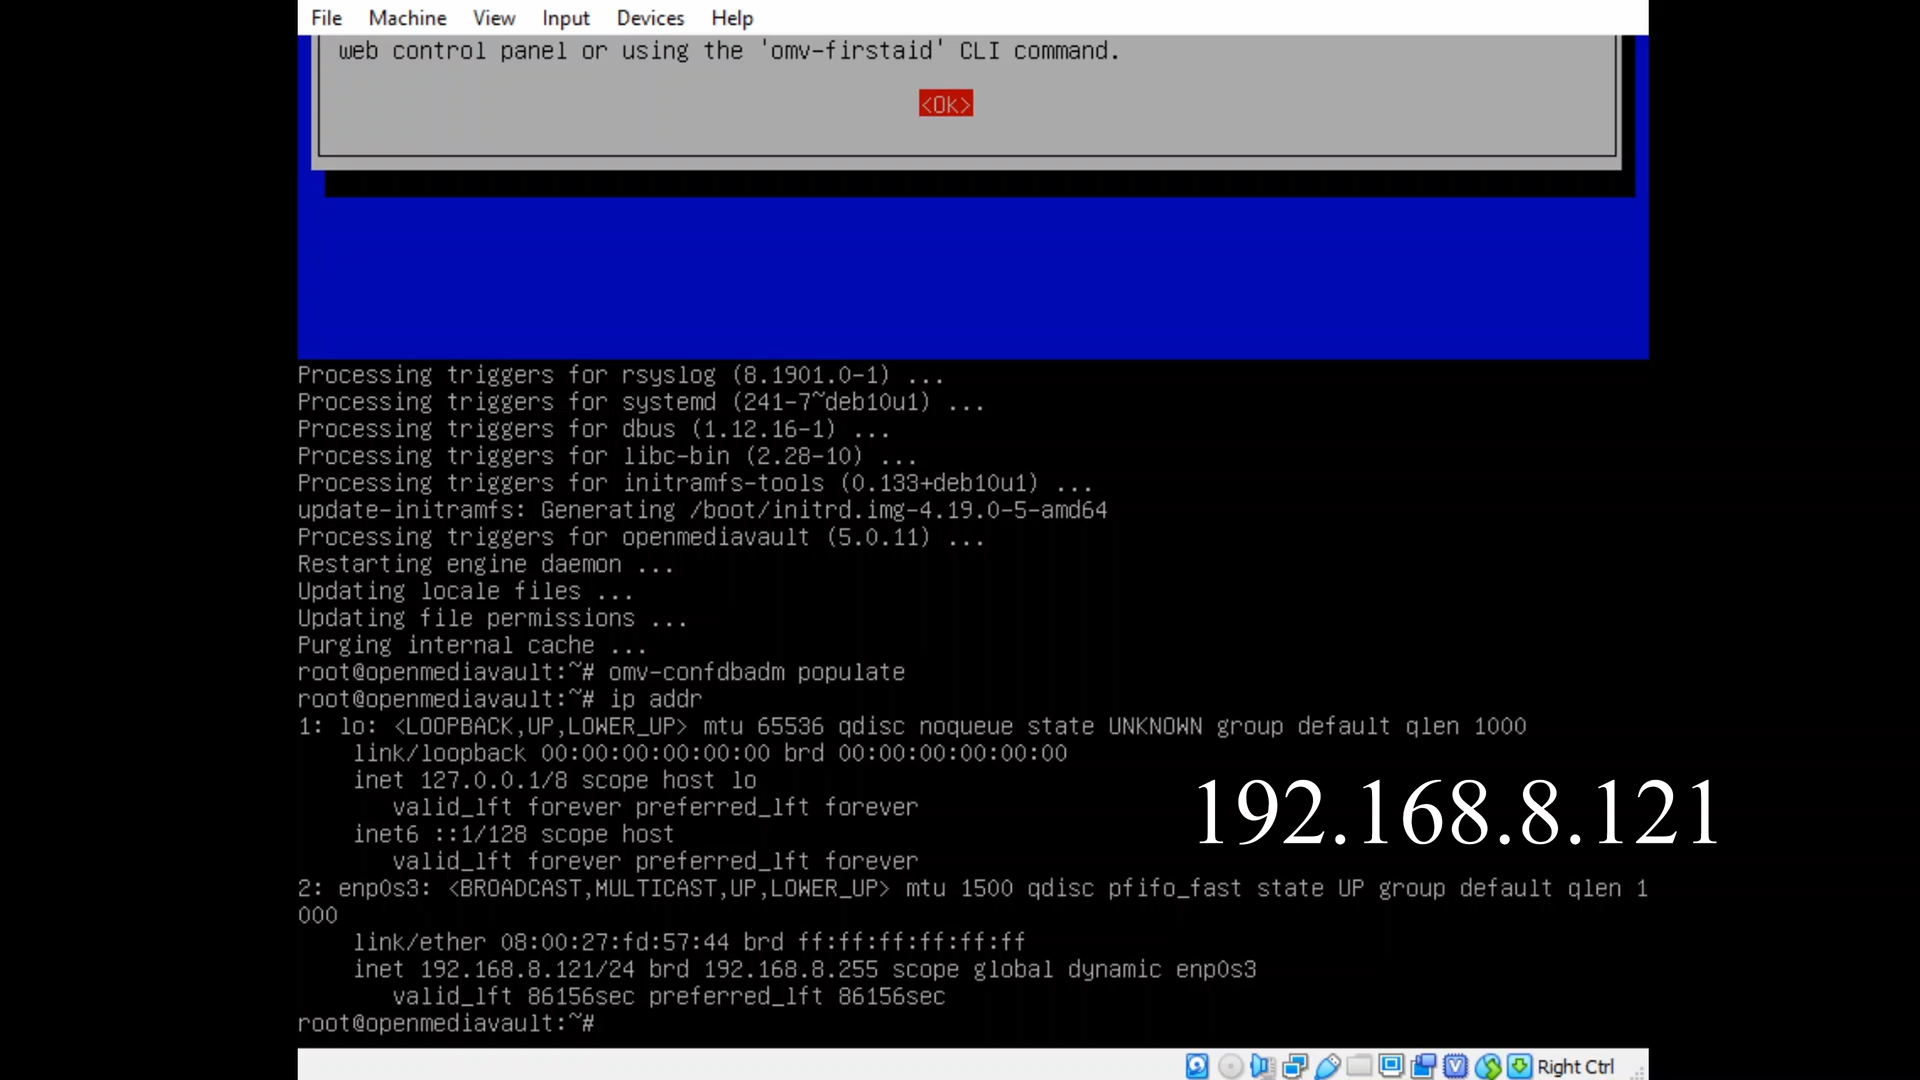 File Machine View Input Devices Help
web control panel or using the 'omv-firstaid' CLI command.
<Ok>
Processing triggers for rsyslog (8.1901.0-1) ...
Processing triggers for systemd (241-7~deb10u1) ...
Processing triggers for dbus (1.12.16-1) ...
Processing triggers for libc-bin (2.28-10) ...
Processing triggers for initramfs-tools (0.133+deb10u1) ...
update-initramfs: Generating /boot/initrd.img-4.19.0-5-amd64
Processing triggers for openmediavault (5.0.11) ...
Restarting engine daemon ...
Updating locale files ...
Updating file permissions ...
Purging internal cache ...
root@openmediavault:~# omv-confdbadm populate
root@openmediavault:~# ip addr
1: lo: <LOOPBACK,UP,LOWER_UP> mtu 65536 qdisc noqueue state UNKNOWN group default qlen 1000
link/loopback 00:00:00:00:00:00 brd 00:00:00:00:00:00
inet 127.0.0.1/8 scope host lo
valid_lft forever preferred_lft forever
192.168.8.121
inet6 ::1/128 scope host
valid_lft forever preferred_lft forever
2: enp0s3: <BROADCAST,MULTICAST,UP,LOWER_UP> mtu 1500 qdisc pfifo_fast state UP group default qlen 1
000
link/ether 08:00:27:fd:57:44 brd ff:ff:ff:ff:ff:ff
inet 192.168.8.121/24 brd 192.168.8.255 scope global dynamic enp0s3
valid_lft 86156sec preferred_lft 86156sec
root@openmediavault:~#
Right Ctrl